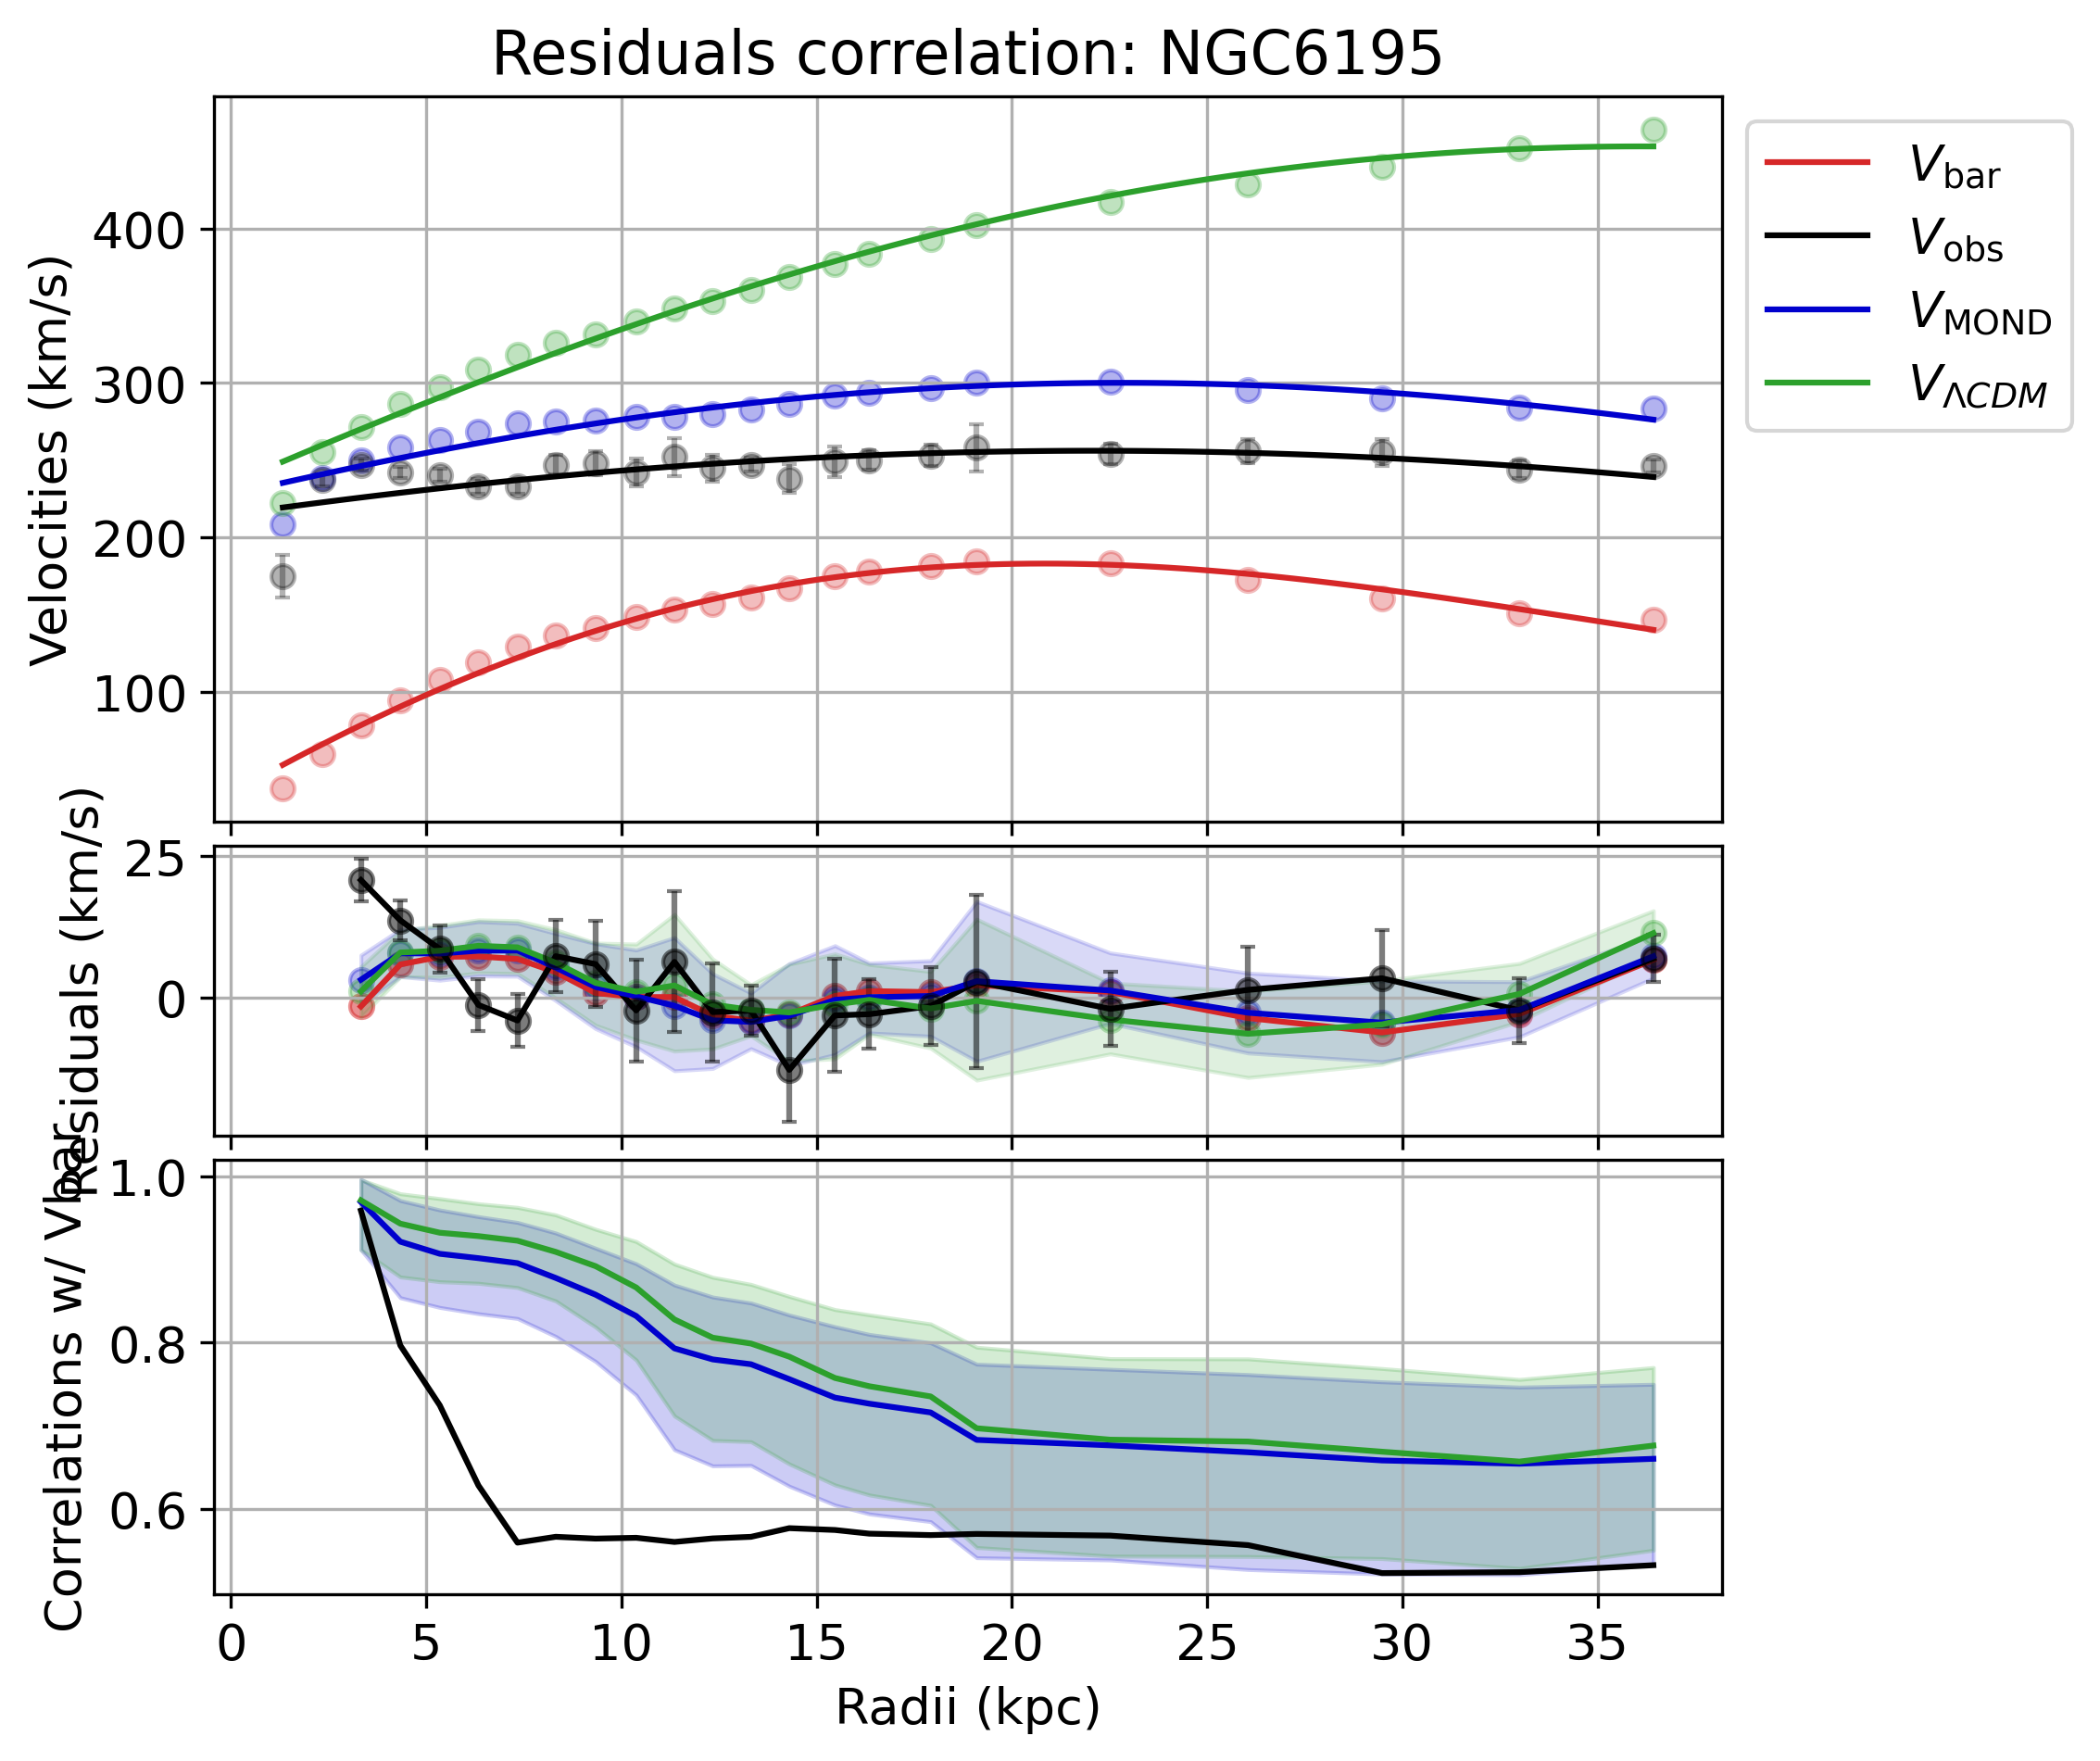 Residuals correlation: NGC6195
Velocities (km/s)
400
300
200
100
V_bar
V_obs
V_MOND
V_ΛCDM
Residuals (km/s)
25
0
Correlations w/ Vbar
1.0
0.8
0.6
0 5 10 15 20 25 30 35
Radii (kpc)